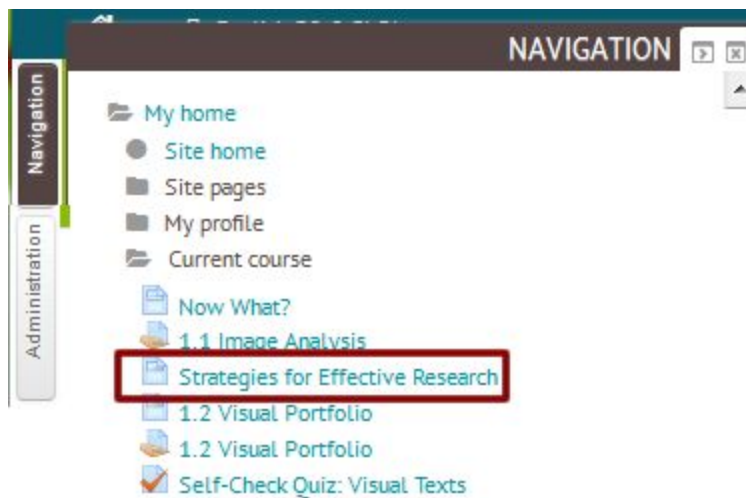 NAVIGATION
Navigation
Administration
My home
Site home
Site pages
My profile
Current course
Now What?
1.1 Image Analysis
Strategies for Effective Research
1.2 Visual Portfolio
1.2 Visual Portfolio
Self-Check Quiz: Visual Texts